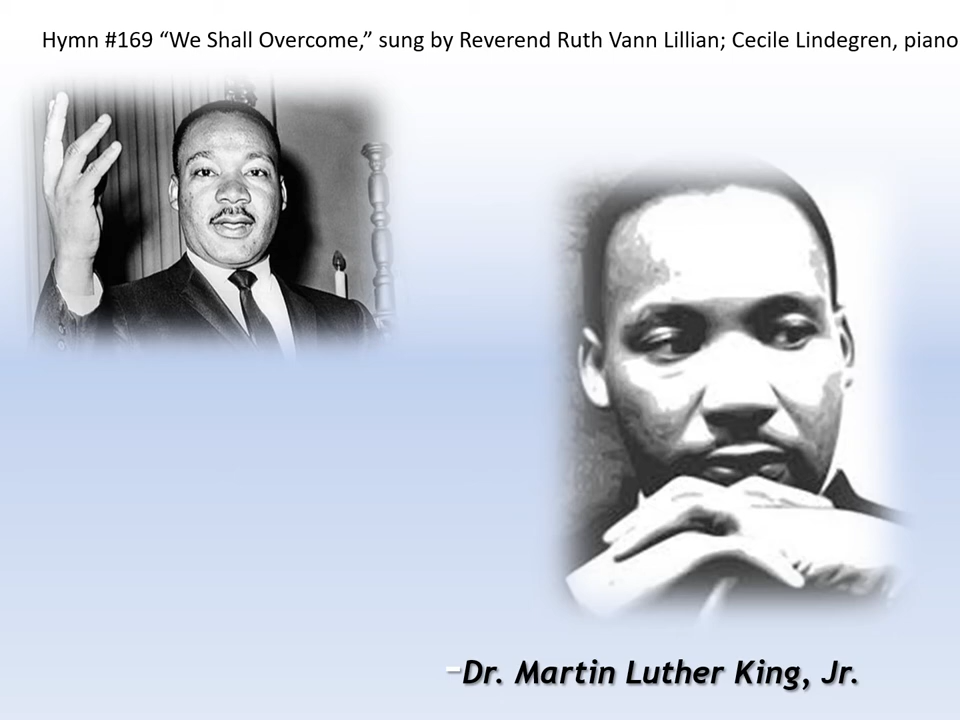 Hymn #169 “We Shall Overcome,” sung by Reverend Ruth Vann Lillian; Cecile Lindegren, piano
-Dr. Martin Luther King, Jr.